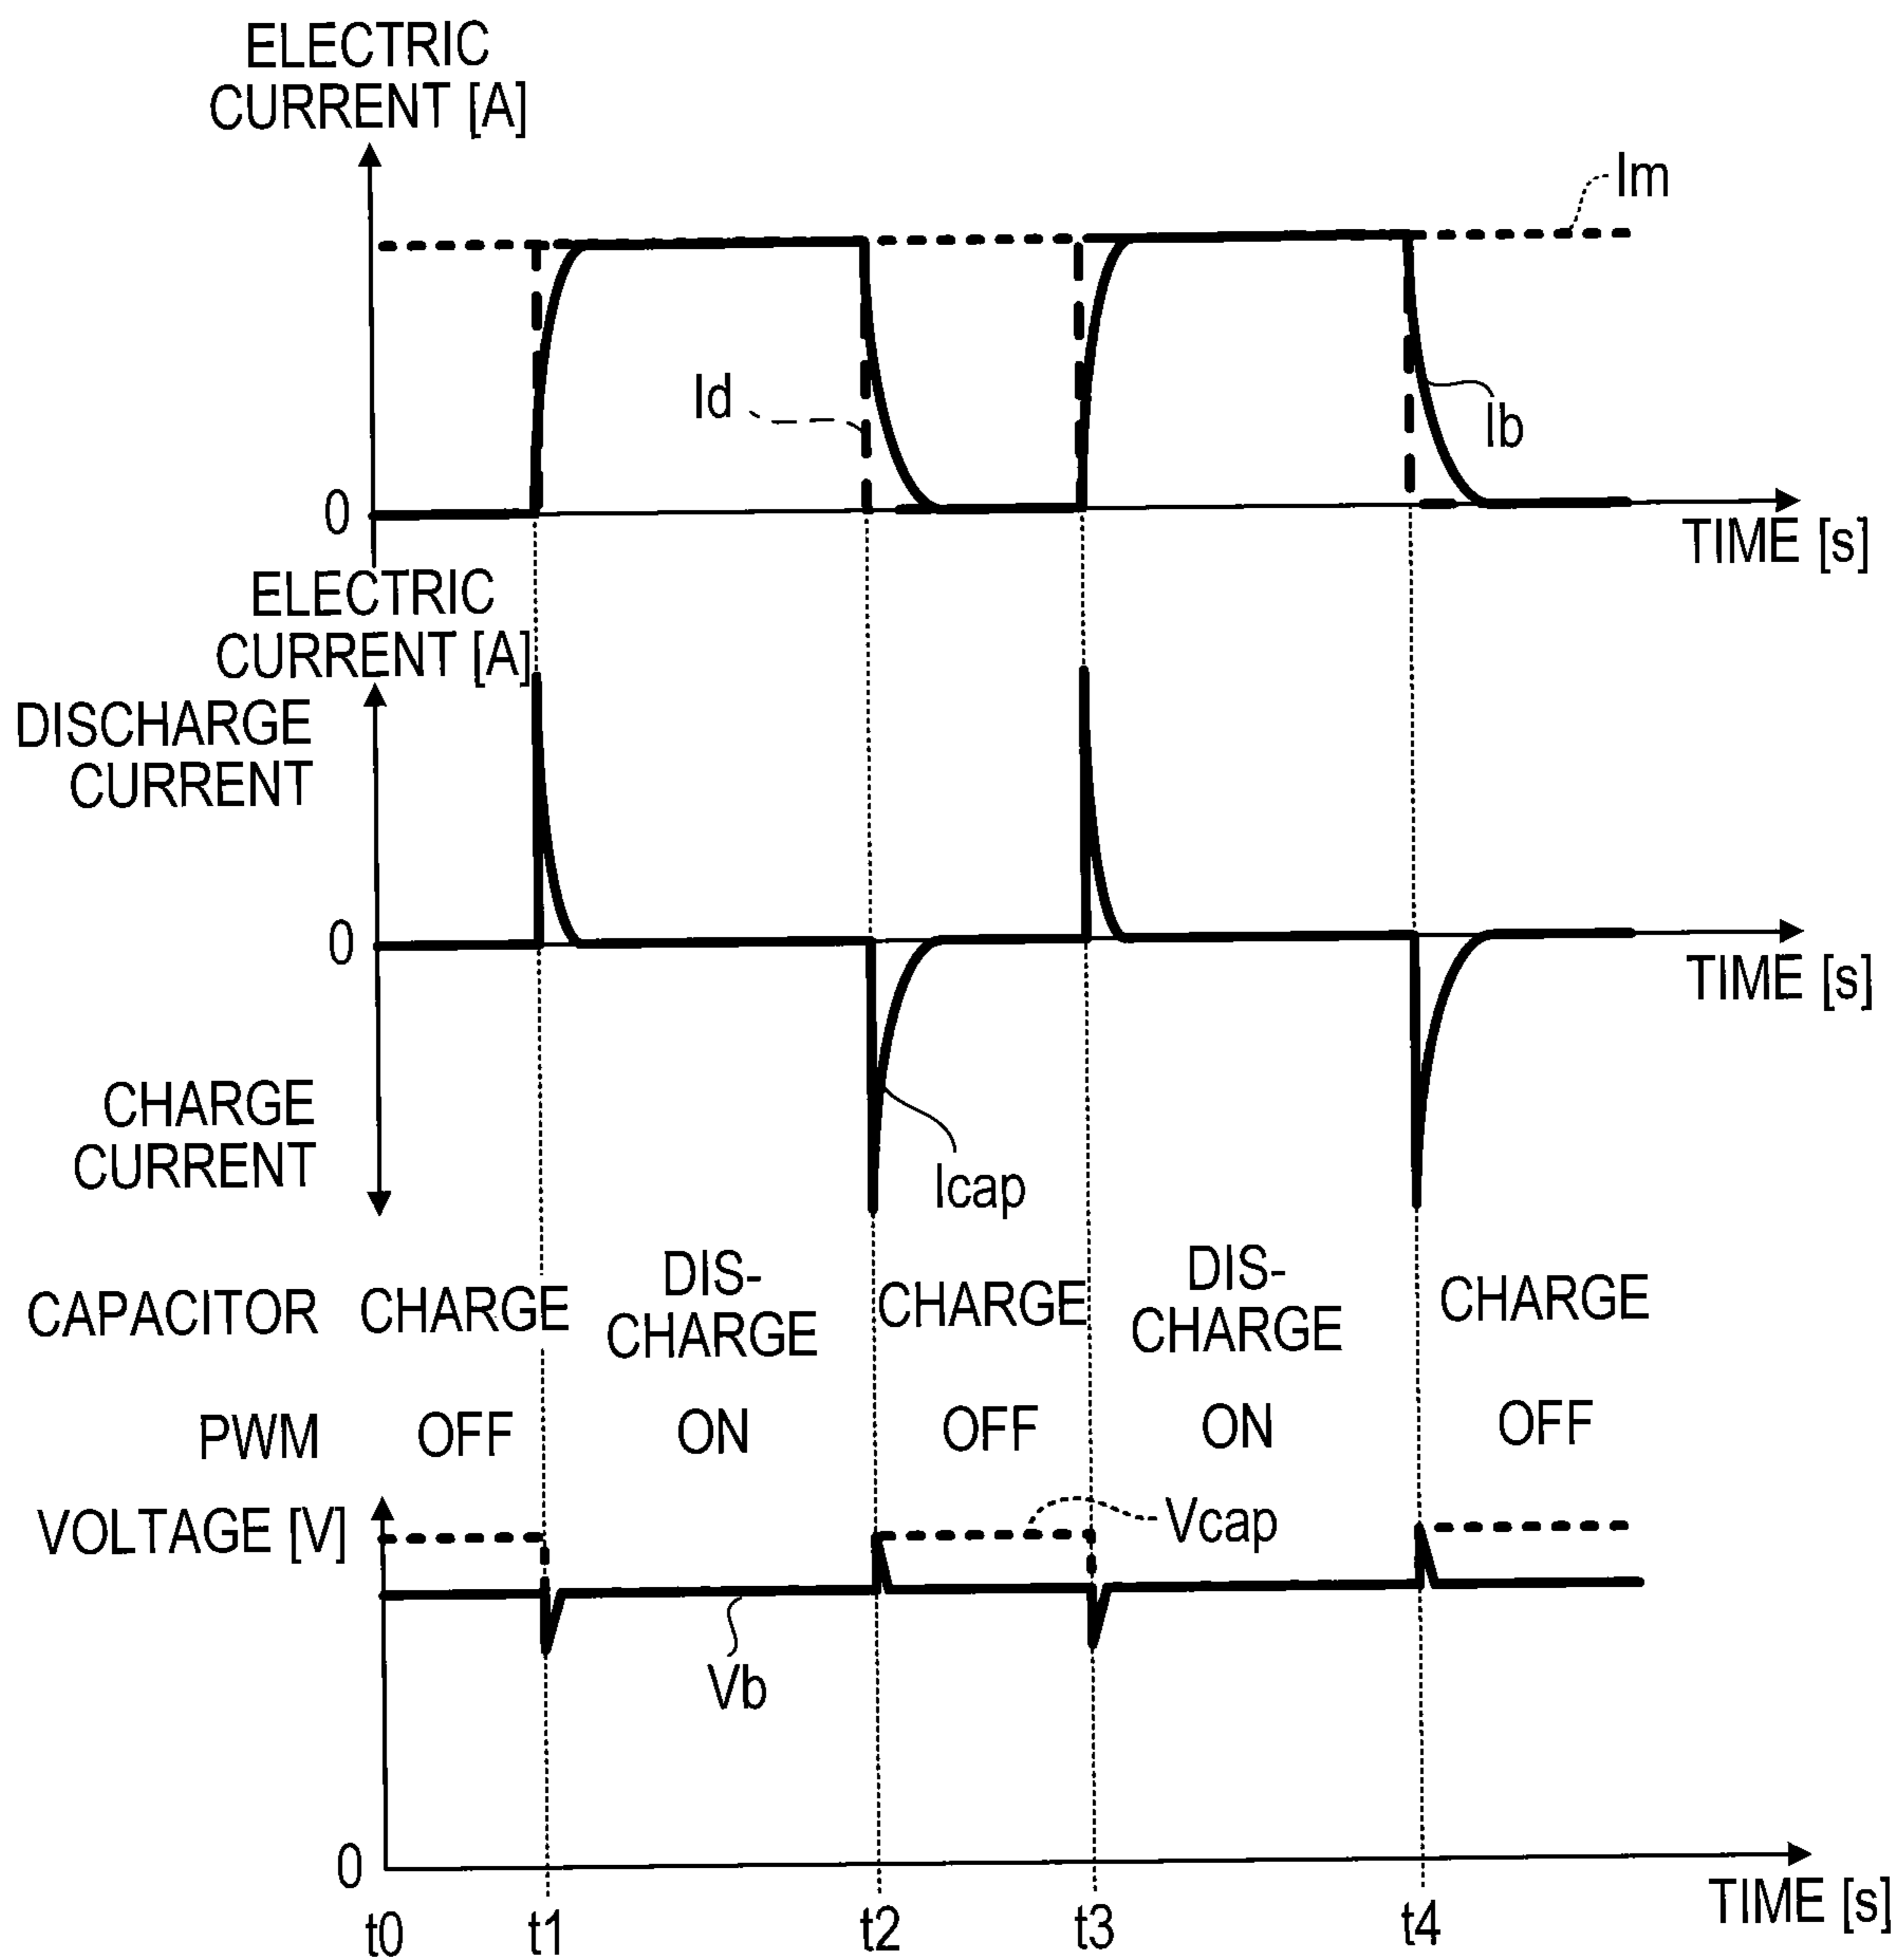 ELECTRIC
CURRENT [A]
Im
Id
Ib
0
TIME [s]
ELECTRIC
CURRENT [A]
DISCHARGE
CURRENT
0
TIME [s]
CHARGE
CURRENT
Icap
CAPACITOR CHARGE DIS-
CHARGE CHARGE DIS-
CHARGE CHARGE
PWM OFF ON OFF ON OFF
VOLTAGE [V]
Vcap
Vb
0
TIME [s]
t0 t1 t2 t3 t4